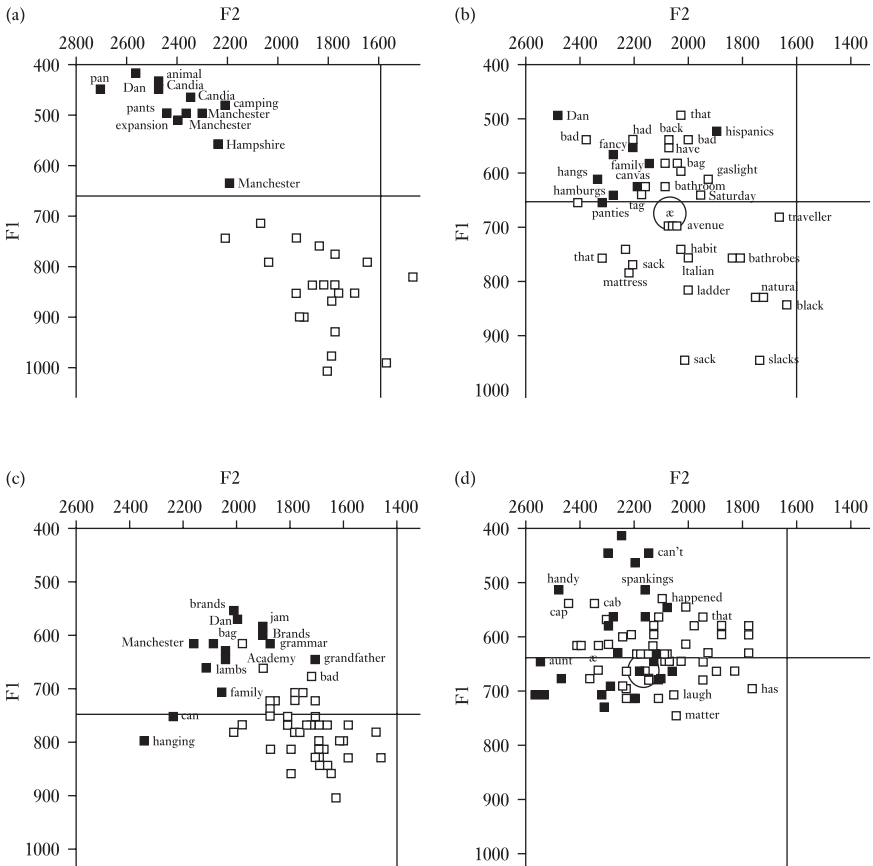 (a)
F2
2800 2600 2400 2200 2000 1800 1600
F1
400
500
600
700
800
900
1000
pan
Dan
animal
Candia
Candia
camping
pants
Manchester
expansion
Manchester
Hampshire
Manchester
(b)
F2
2600 2400 2200 2000 1800 1600 1400
F1
400
500
600
700
800
900
1000
Dan
that
hispanics
bad
had
back
bad
fancy
have
family
bag
hangs
canvas
gaslight
hamburgs
bathroom
Saturday
tag
panties
æ
traveller
avenue
habit
that
sack
Italian
bathrobes
mattress
ladder
natural
black
sack
slacks
(c)
F2
2600 2400 2200 2000 1800 1600 1400
F1
400
500
600
700
800
900
1000
brands
Dan
jam
bag
Brands
Manchester
grammar
Academy
grandfather
lambs
bad
family
can
hanging
(d)
F2
2600 2400 2200 2000 1800 1600 1400
F1
400
500
600
700
800
900
1000
can't
handy
spankings
cap
cab
happened
that
aunt
æ
laugh
has
matter